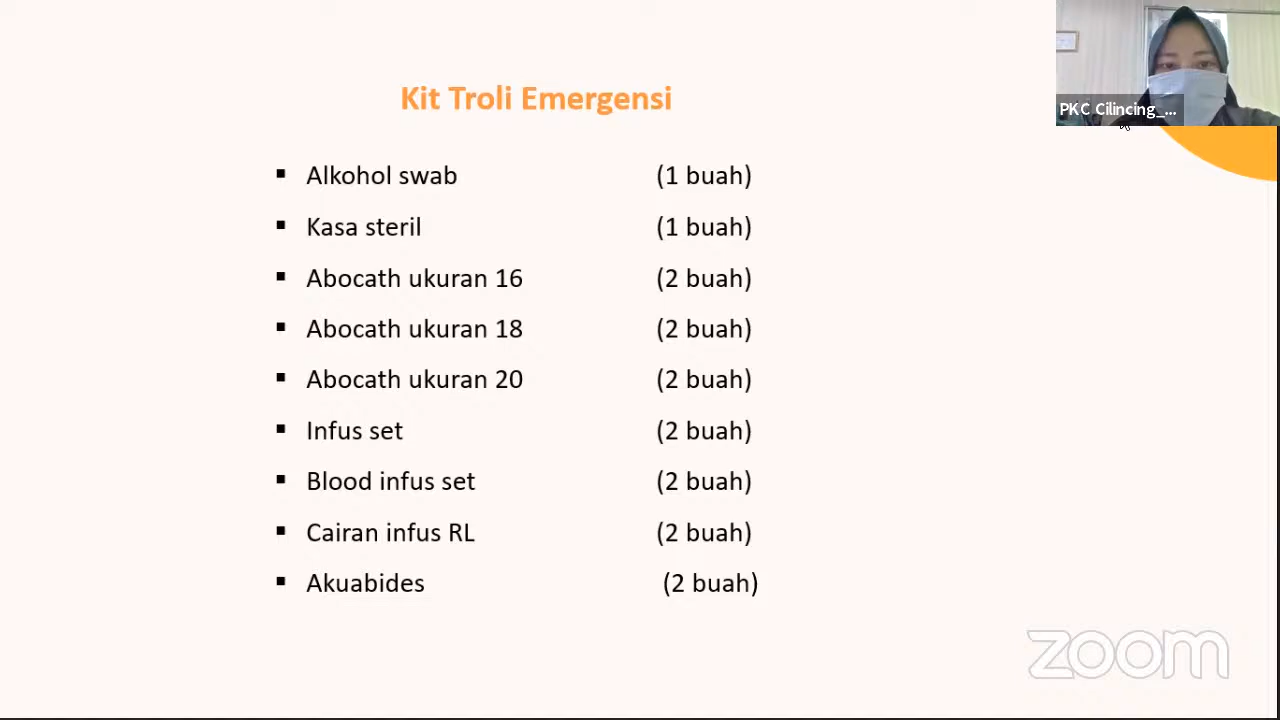 Kit Troli Emergensi
PKC Cilincing_...
▪ Alkohol swab (1 buah)
▪ Kasa steril (1 buah)
▪ Abocath ukuran 16 (2 buah)
▪ Abocath ukuran 18 (2 buah)
▪ Abocath ukuran 20 (2 buah)
▪ Infus set (2 buah)
▪ Blood infus set (2 buah)
▪ Cairan infus RL (2 buah)
▪ Akuabides (2 buah)
zoom